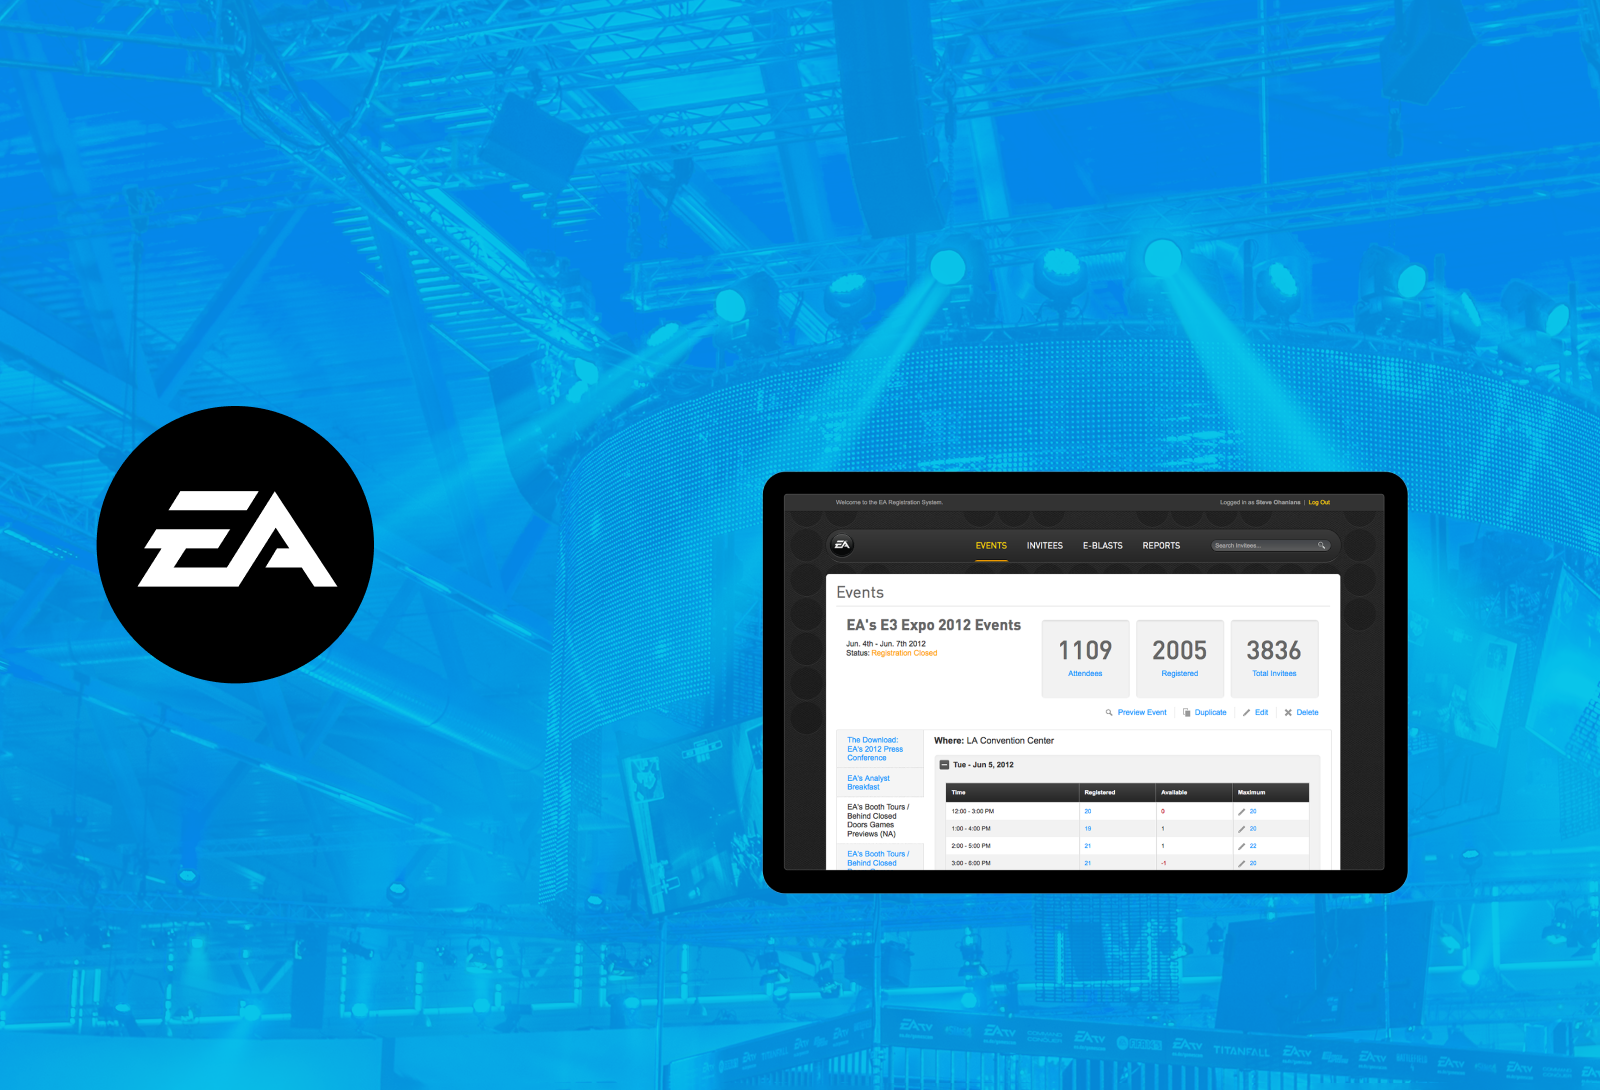 EA
Welcome to the EA Registration System.
Logged in as Steve Ohanians | Log Out
EA
EVENTS INVITEES E-BLASTS REPORTS
Search Invitees...
Events
EA's E3 Expo 2012 Events
Jun. 4th - Jun. 7th 2012
Status: Registration Closed
1109 2005 3836
Attendees Registered Total Invitees
Preview Event Duplicate Edit Delete
The Download:
EA's 2012 Press
Conference
EA's Analyst
Breakfast
EA's Booth Tours /
Behind Closed
Doors Games
Previews (NA)
EA's Booth Tours /
Behind Closed
Where: LA Convention Center
Tue - Jun 5, 2012
Time Registered Available Maximum
12:00 - 3:00 PM 20 0 20
1:00 - 4:00 PM 19 1 20
2:00 - 5:00 PM 21 1 22
3:00 - 6:00 PM 21 -1 20
EA TV EA TV COMMAND CONQUER EA TV TITANFALL EA TV EA TV BATTLEFIELD EA TV